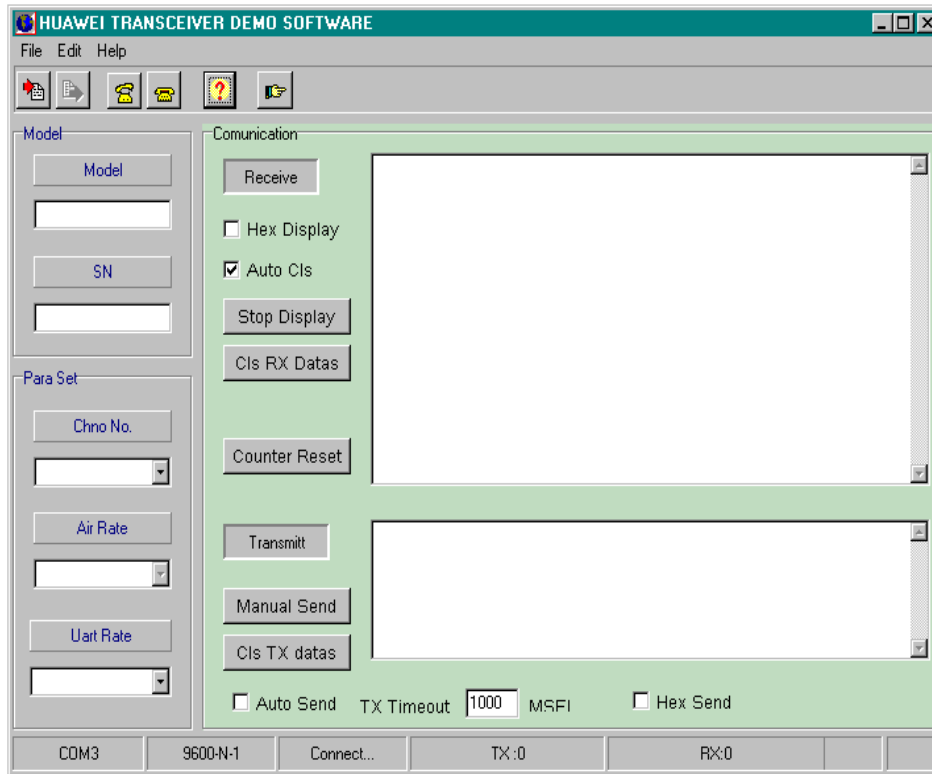 HUAWEI TRANSCEIVER DEMO SOFTWARE
File Edit Help
Model
Model
SN
Para Set
Chno No.
Air Rate
Uart Rate
Comunication
Receive
Hex Display
Auto Cls
Stop Display
Cls RX Datas
Counter Reset
Transmitt
Manual Send
Cls TX datas
Auto Send TX Timeout 1000 MSEL Hex Send
COM3 9600-N-1 Connect... TX :0 RX:0